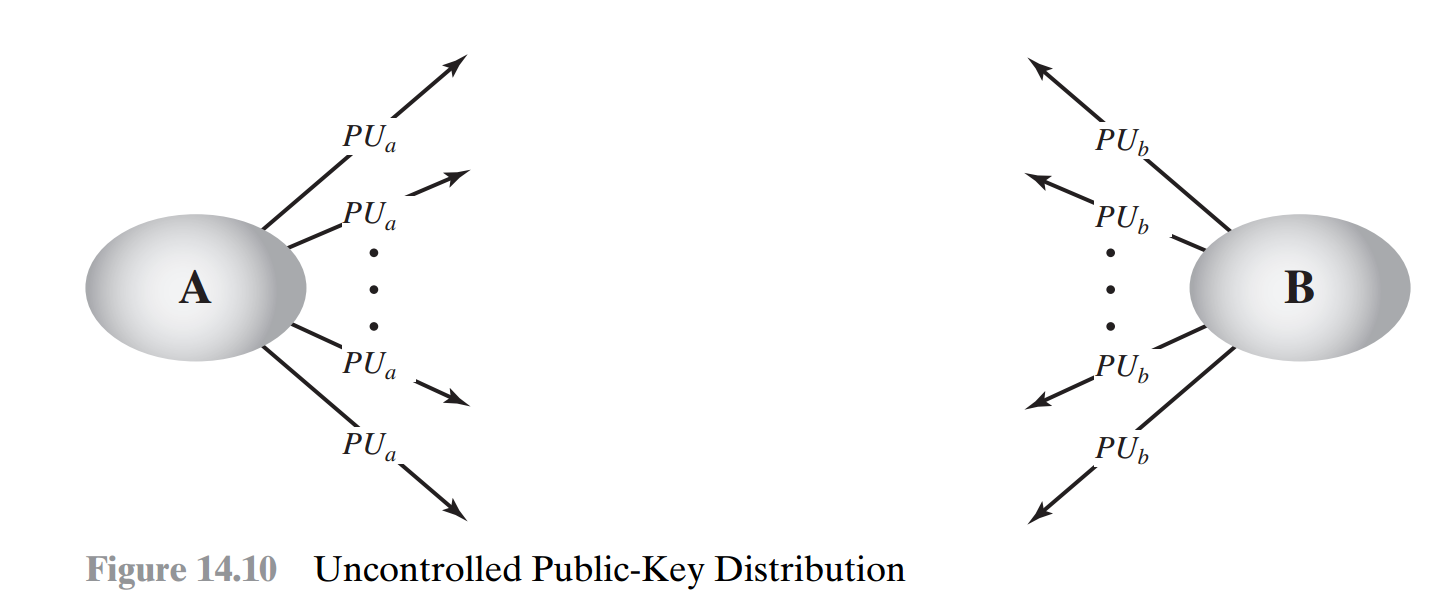 PUa
PUb
PUa
PUb
A
B
PUa
PUb
PUa
PUb
Figure 14.10 Uncontrolled Public-Key Distribution